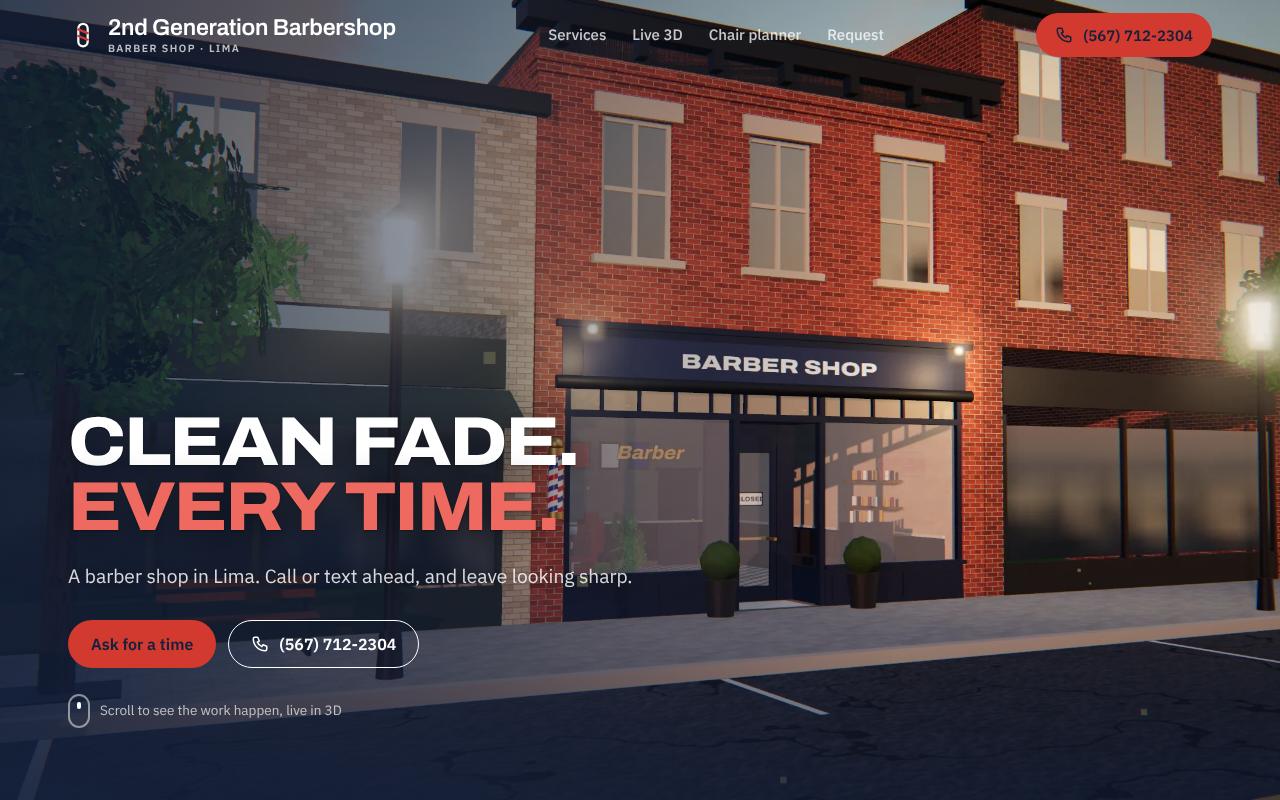 2nd Generation Barbershop
BARBER SHOP · LIMA
Services
Live 3D
Chair planner
Request
(567) 712-2304
BARBER SHOP
Barber
CLEAN FADE.
EVERY TIME.
A barber shop in Lima. Call or text ahead, and leave looking sharp.
Ask for a time
(567) 712-2304
Scroll to see the work happen, live in 3D